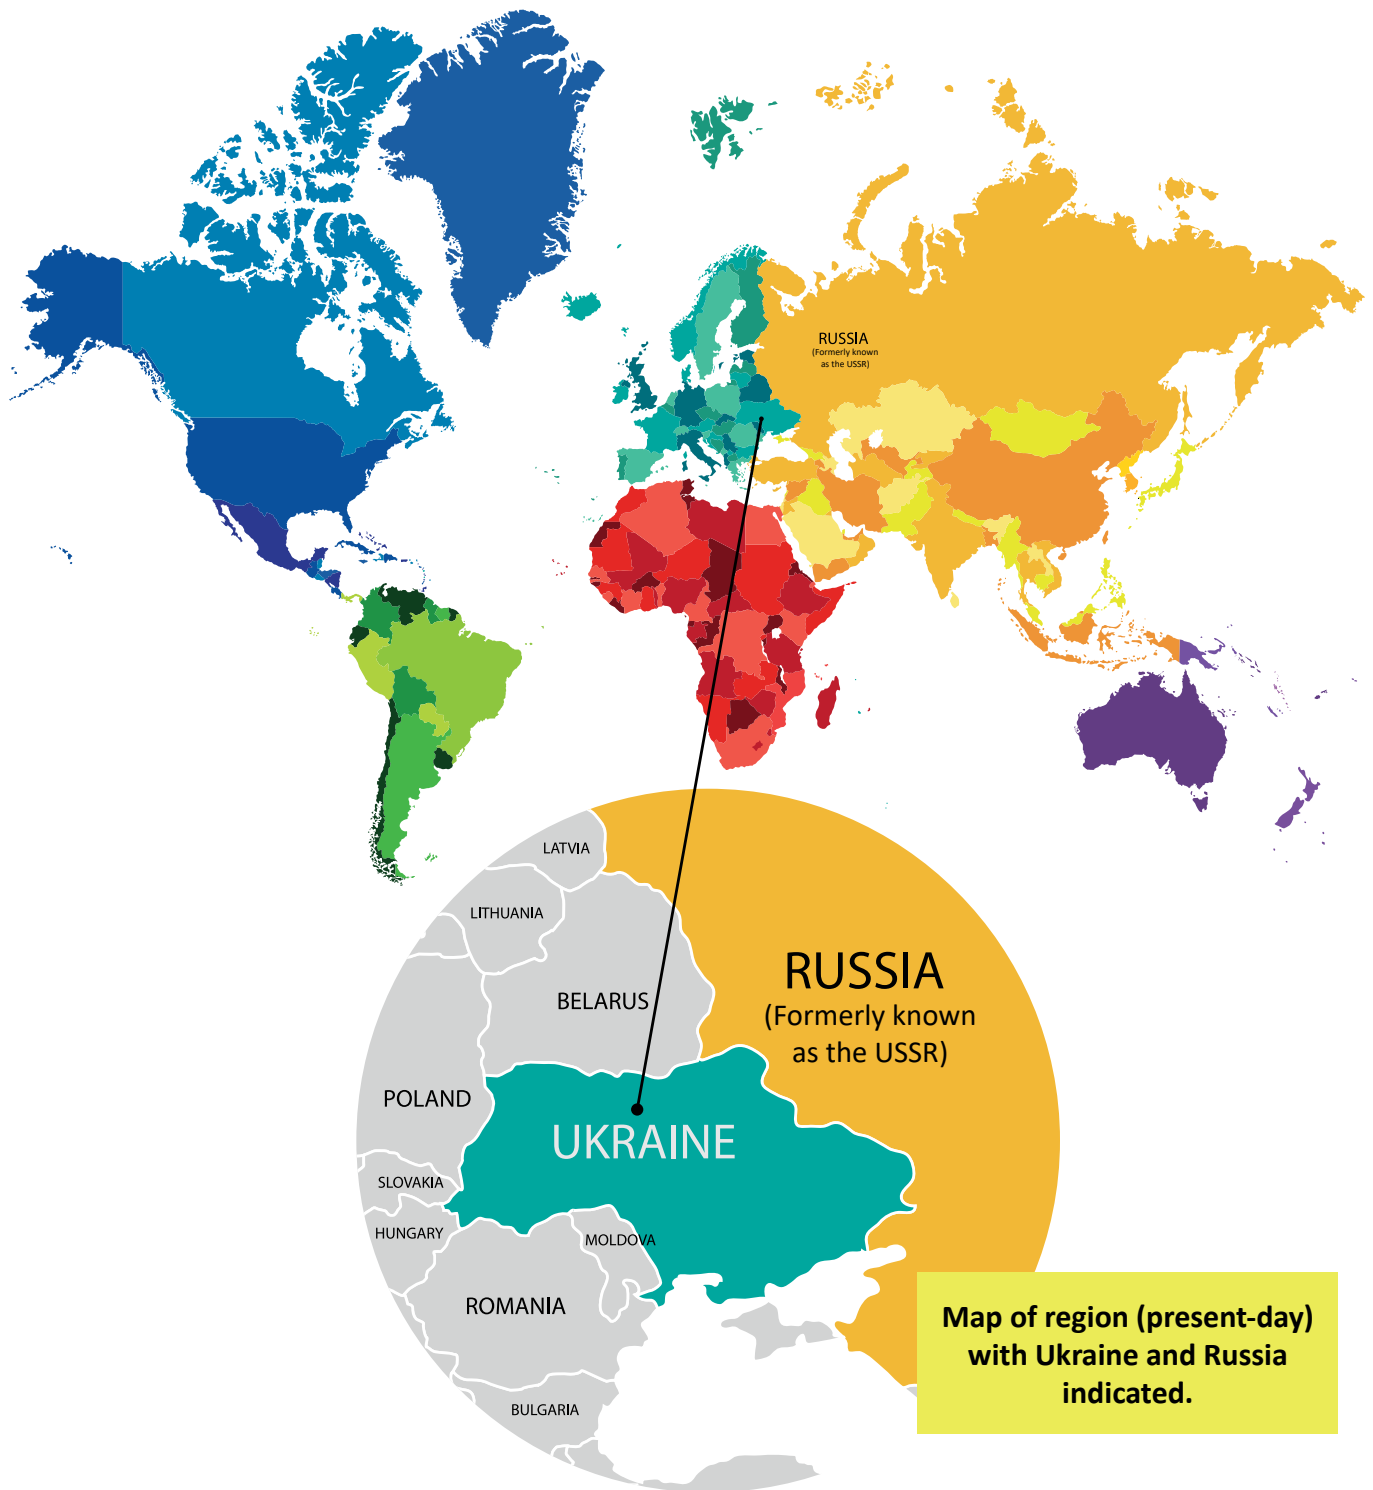 RUSSIA
(Formerly known
as the USSR)
LATVIA
LITHUANIA
RUSSIA
(Formerly known
as the USSR)
BELARUS
POLAND
UKRAINE
SLOVAKIA
HUNGARY
MOLDOVA
ROMANIA
BULGARIA
Map of region (present-day)
with Ukraine and Russia
indicated.